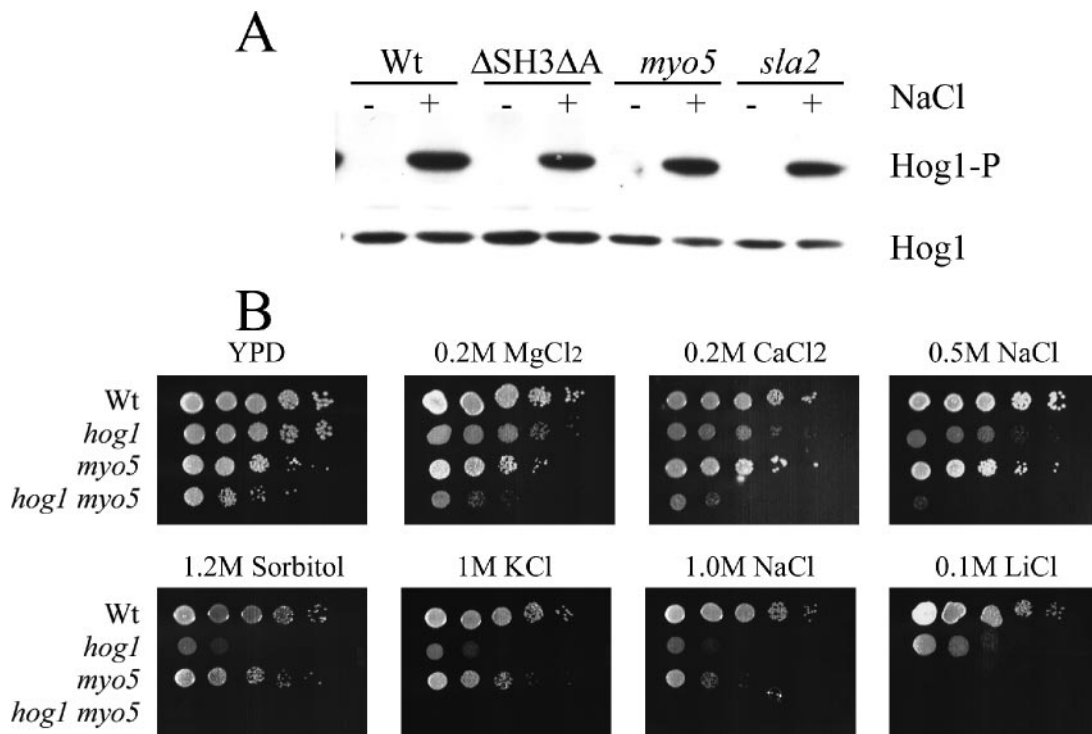 A
Wt ΔSH3ΔA myo5 sla2
- + - + - + - + NaCl
Hog1-P
Hog1
B
YPD 0.2M MgCl2 0.2M CaCl2 0.5M NaCl
Wt
hog1
myo5
hog1 myo5
1.2M Sorbitol 1M KCl 1.0M NaCl 0.1M LiCl
Wt
hog1
myo5
hog1 myo5